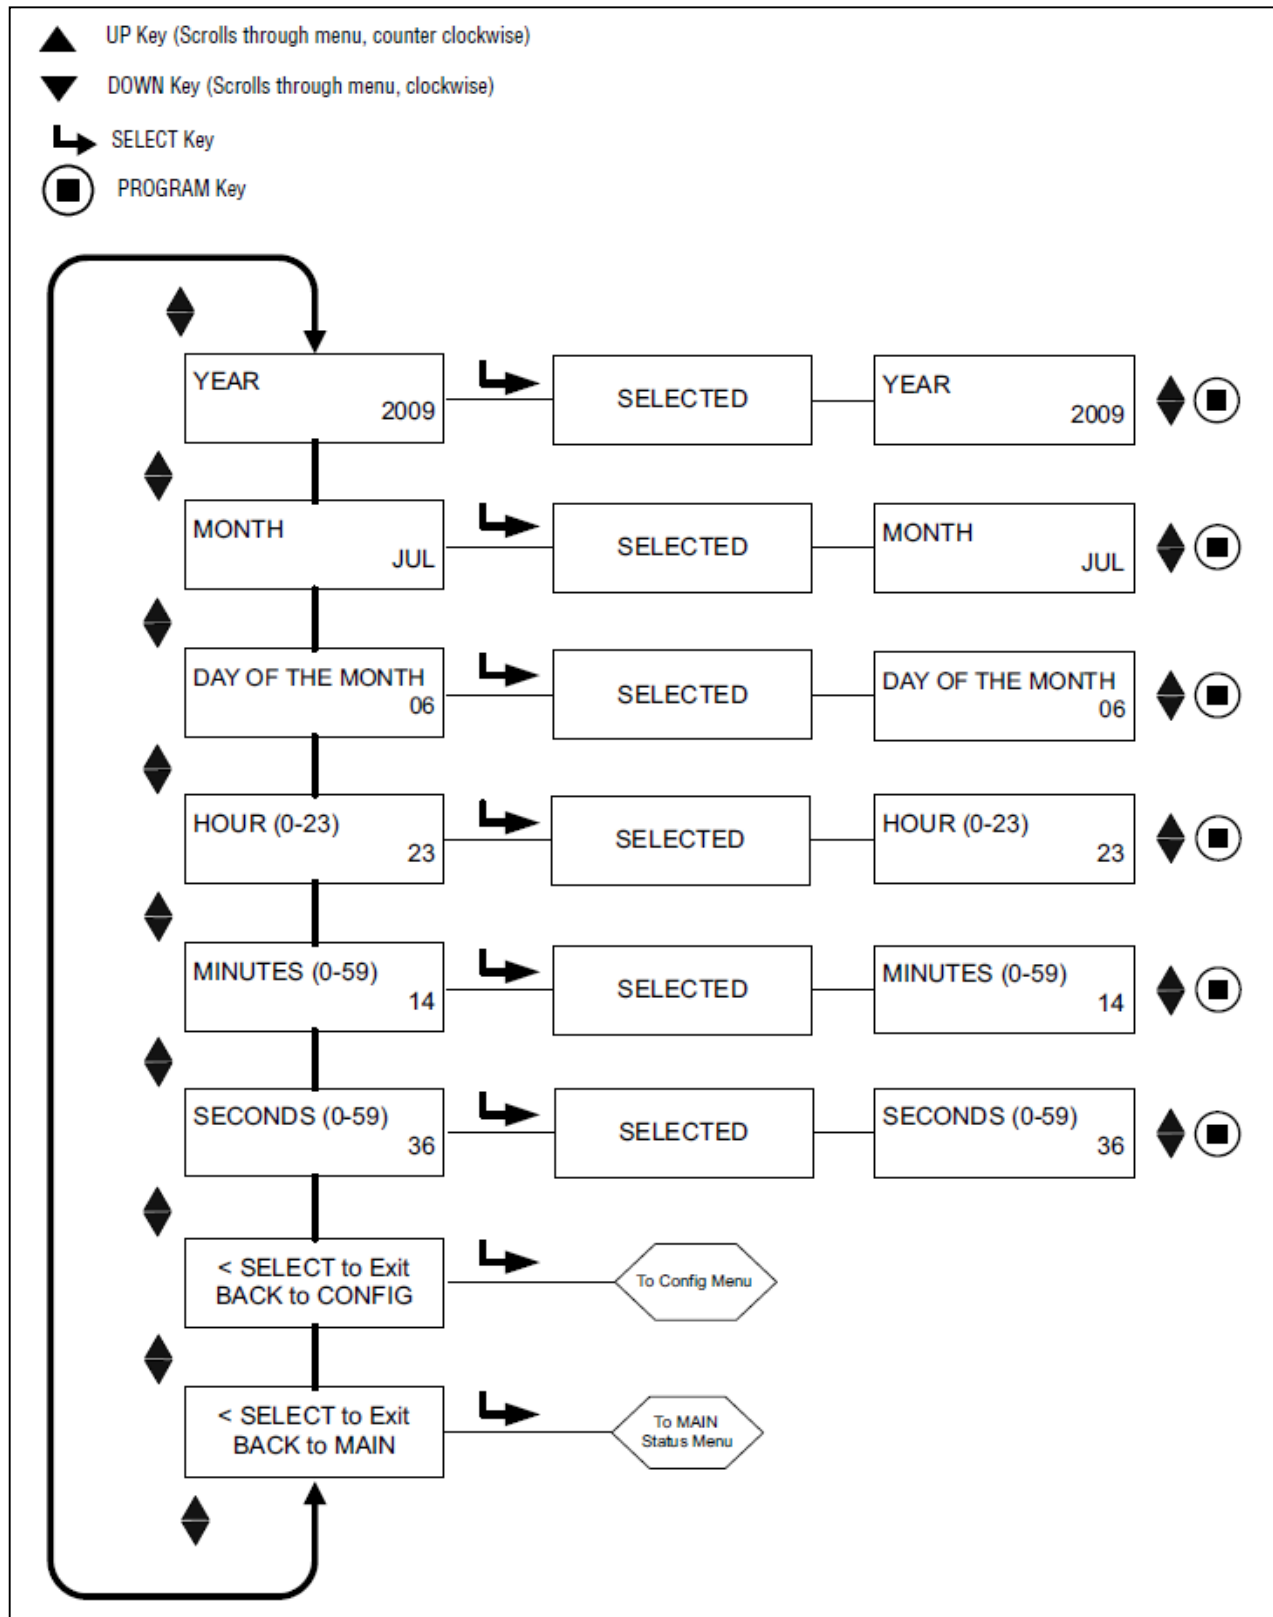 UP Key (Scrolls through menu, counter clockwise)
DOWN Key (Scrolls through menu, clockwise)
SELECT Key
PROGRAM Key
YEAR
2009
SELECTED
YEAR
2009
MONTH
JUL
SELECTED
MONTH
JUL
DAY OF THE MONTH
06
SELECTED
DAY OF THE MONTH
06
HOUR (0-23)
23
SELECTED
HOUR (0-23)
23
MINUTES (0-59)
14
SELECTED
MINUTES (0-59)
14
SECONDS (0-59)
36
SELECTED
SECONDS (0-59)
36
< SELECT to Exit
BACK to CONFIG
To Config Menu
< SELECT to Exit
BACK to MAIN
To MAIN
Status Menu